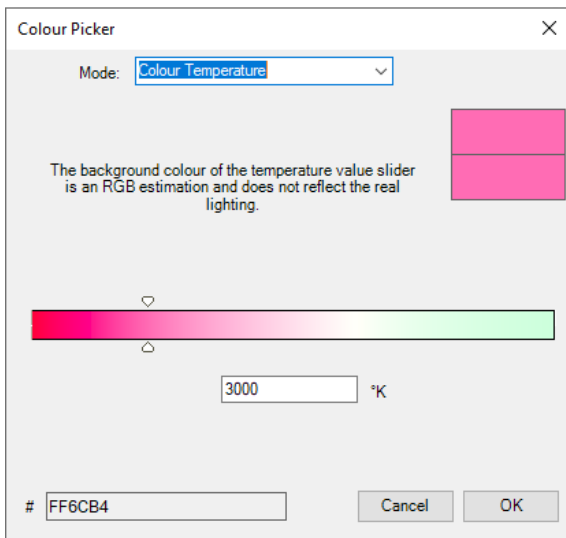 Colour Picker
Mode: Colour Temperature
The background colour of the temperature value slider
is an RGB estimation and does not reflect the real
lighting.
3000 °K
# FF6CB4
Cancel OK